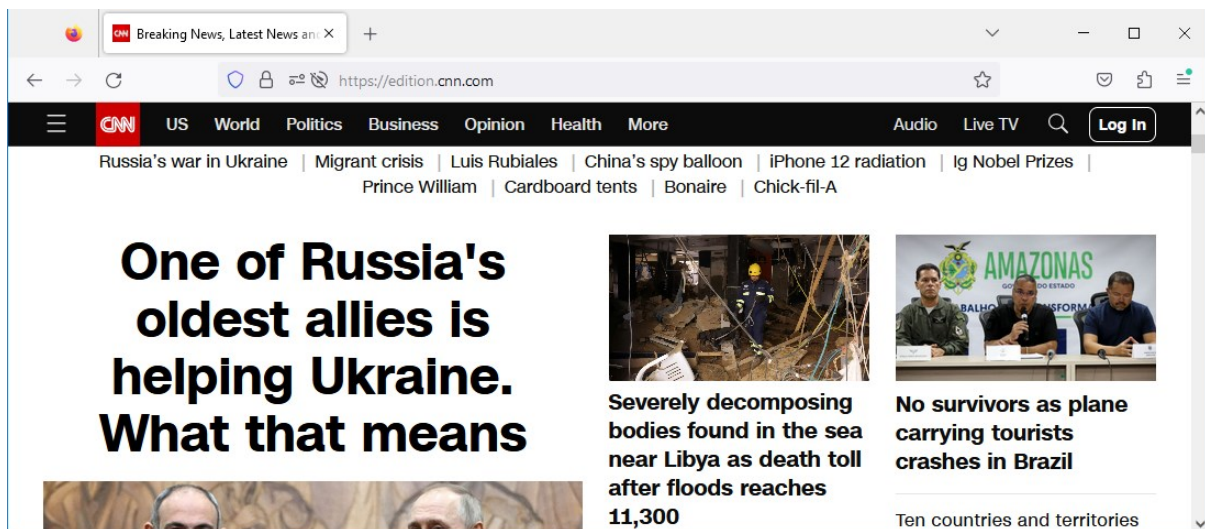 CNN Breaking News, Latest News and
https://edition.cnn.com
CNN US World Politics Business Opinion Health More Audio Live TV Log In
Russia's war in Ukraine | Migrant crisis | Luis Rubiales | China's spy balloon | iPhone 12 radiation | Ig Nobel Prizes |
Prince William | Cardboard tents | Bonaire | Chick-fil-A
One of Russia's
oldest allies is
helping Ukraine.
What that means
Severely decomposing
bodies found in the sea
near Libya as death toll
after floods reaches
11,300
AMAZONAS
DO ESTADO
No survivors as plane
carrying tourists
crashes in Brazil
Ten countries and territories